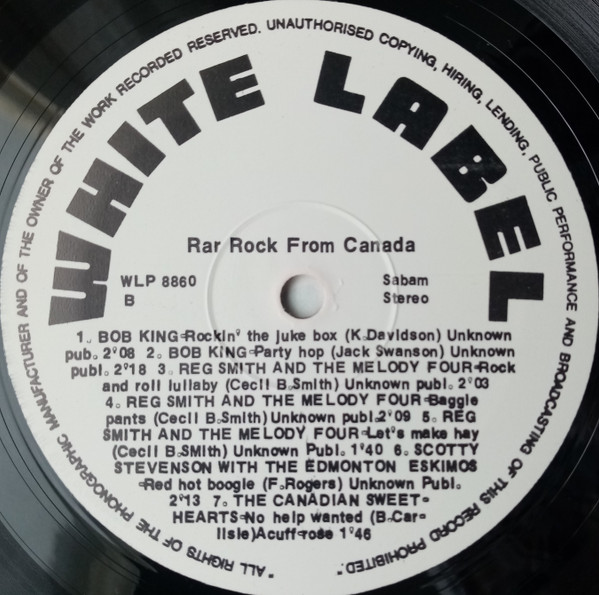 "ALL RIGHTS OF THE PHONOGRAPHIC MANUFACTURER AND OF THE OWNER OF THE WORK RECORDED RESERVED. UNAUTHORISED COPYING, HIRING, LENDING, PUBLIC PERFORMANCE AND BROADCASTING OF THIS RECORD PROHIBITED."
WHITE LABEL
Rar Rock From Canada
WLP 8860 Sabam
B Stereo
1. BOB KING=Rockin' the juke box (K.Davidson) Unknown
pub. 2'08 2. BOB KING=Party hop (Jack Swanson) Unknown
publ. 2'18 3. REG SMITH AND THE MELODY FOUR=Rock
and roll lullaby (Cecil B.Smith) Unknown publ. 2'03
4. REG SMITH AND THE MELODY FOUR=Baggie
pants (Cecil B.Smith) Unknown publ.2'09 5. REG
SMITH AND THE MELODY FOUR=Let's make hay
(Cecil B.SMith) Unknown Publ. 1'40 6. SCOTTY
STEVENSON WITH THE EDMONTON ESKIMOS
=Red hot boogie (F.Rogers) Unknown Publ.
2'13 7. THE CANADIAN SWEET=
HEARTS=No help wanted (B.Car=
lisle)Acuff=rose 1'46